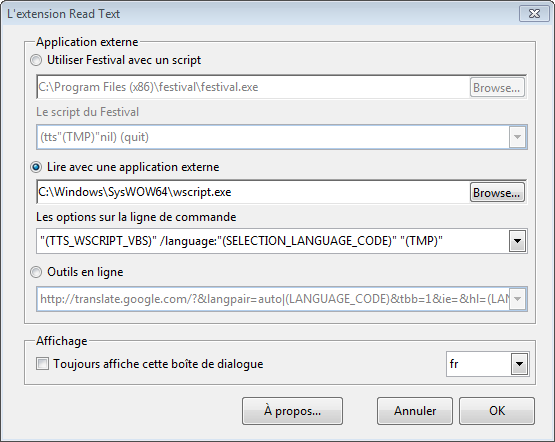 L'extension Read Text
Application externe
Utiliser Festival avec un script
C:\Program Files (x86)\festival\festival.exe
Browse...
Le script du Festival
(tts"(TMP)"nil) (quit)
Lire avec une application externe
C:\Windows\SysWOW64\wscript.exe
Browse...
Les options sur la ligne de commande
"(TTS_WSCRIPT_VBS)" /language:"(SELECTION_LANGUAGE_CODE)" "(TMP)"
Outils en ligne
http://translate.google.com/?&langpair=auto|(LANGUAGE_CODE)&tbb=1&ie=&hl=(LAN
Affichage
Toujours affiche cette boîte de dialogue
fr
À propos...
Annuler
OK